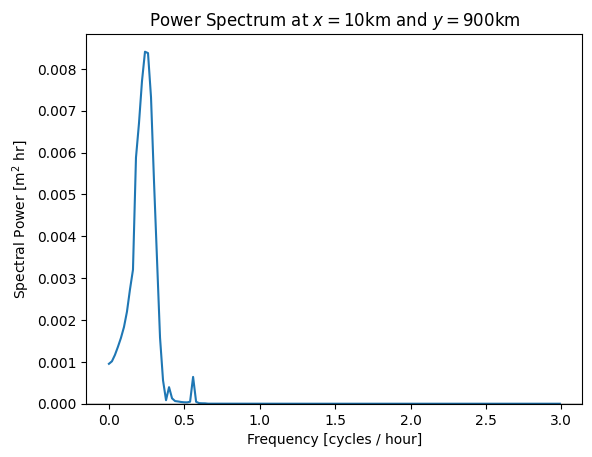 Power Spectrum at x = 10km and y = 900km
Spectral Power [m² hr]
0.008
0.007
0.006
0.005
0.004
0.003
0.002
0.001
0.000
0.0 0.5 1.0 1.5 2.0 2.5 3.0
Frequency [cycles / hour]